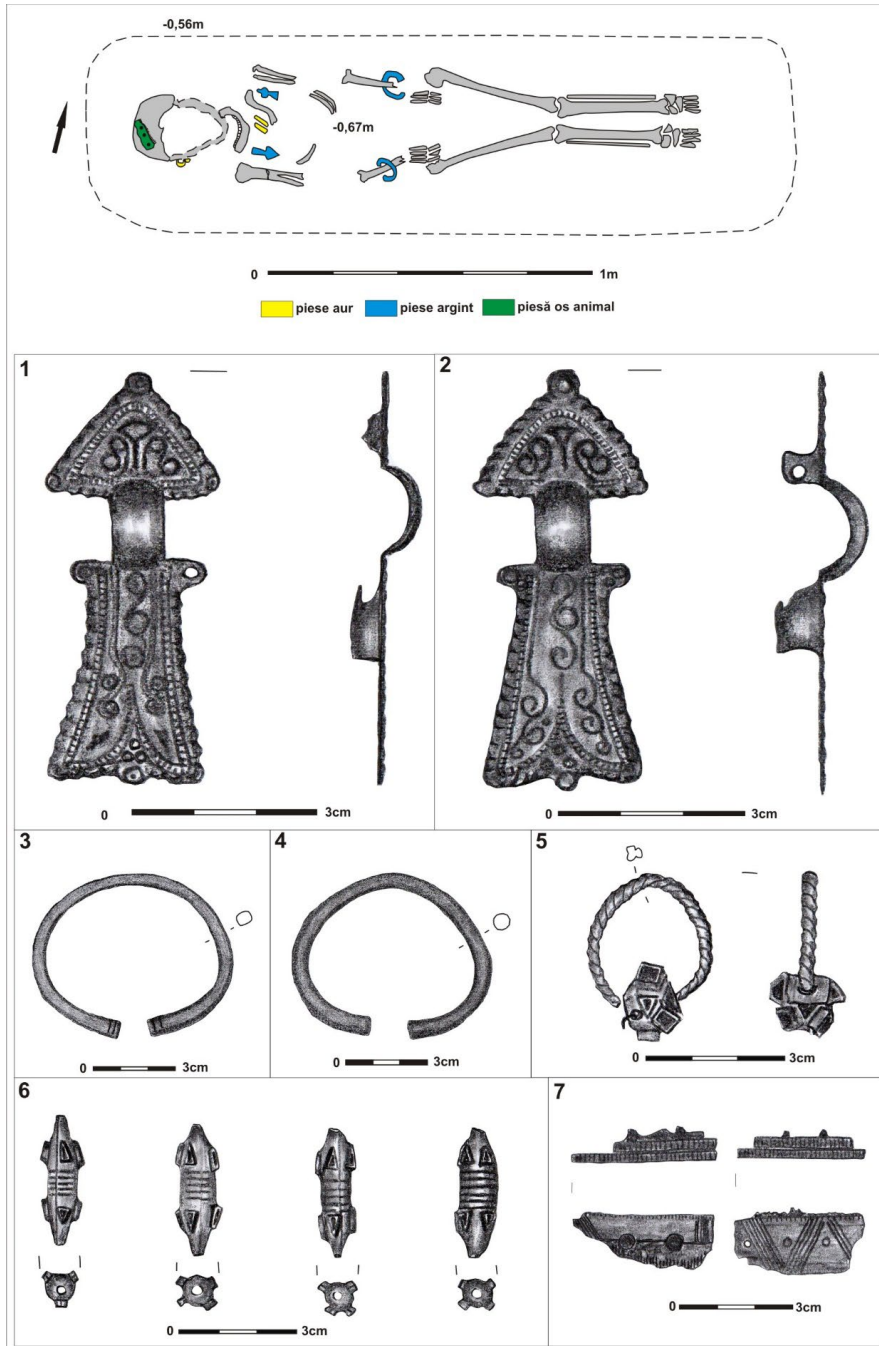 -0,56m
-0,67m
0 1m
piese aur piese argint piesă os animal
1
0 3cm
2
0 3cm
3
0 3cm
4
0 3cm
5
0 3cm
6
0 3cm
7
0 3cm